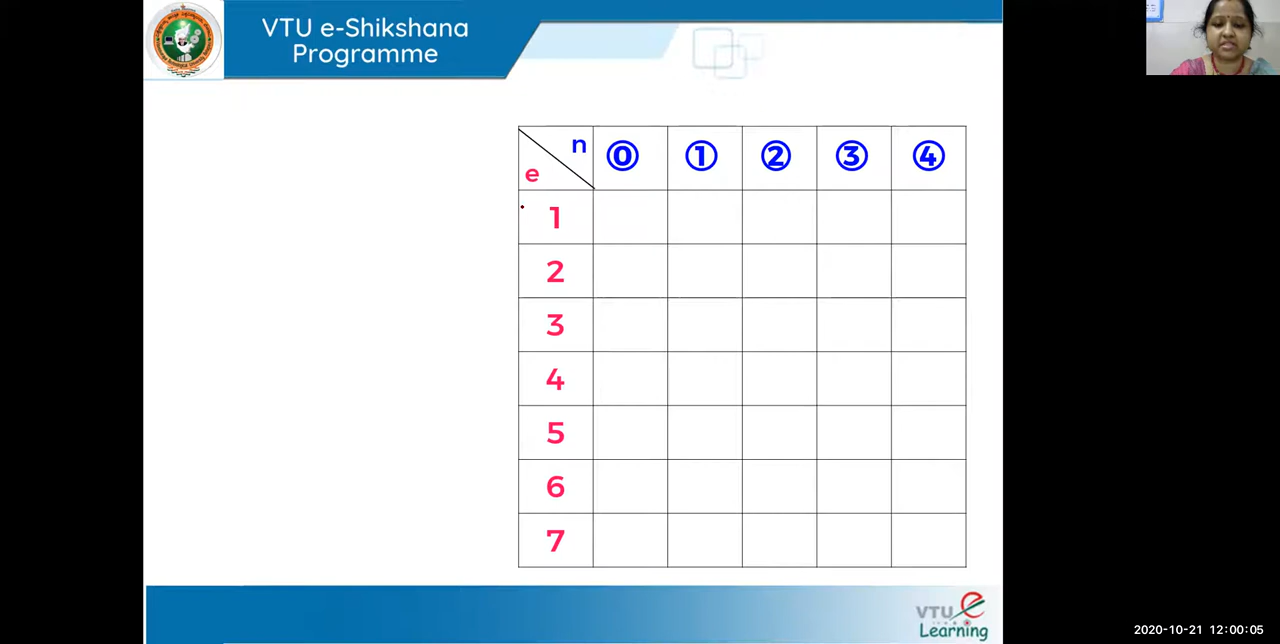 VTU e-Shikshana
Programme
n ⓪ ① ② ③ ④
e
1
2
3
4
5
6
7
VTU e
Learning
2020-10-21 12:00:05